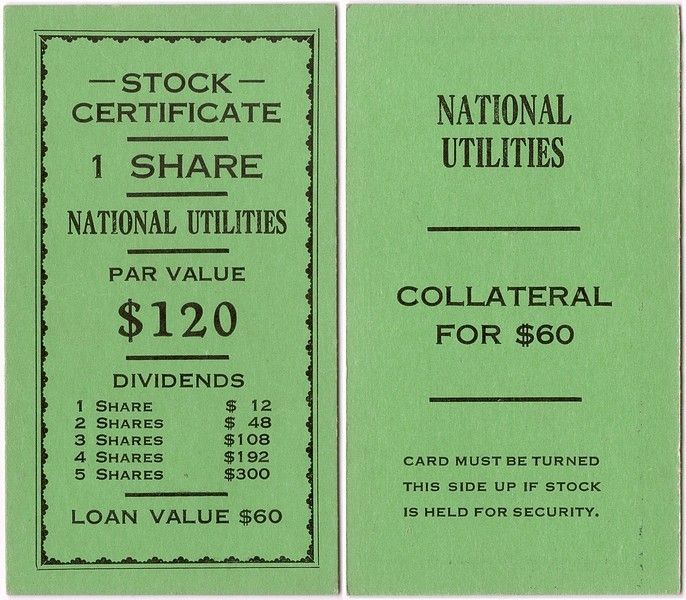 —STOCK—
CERTIFICATE
1 SHARE
NATIONAL UTILITIES
PAR VALUE
$120
DIVIDENDS
1 SHARE $ 12
2 SHARES $ 48
3 SHARES $108
4 SHARES $192
5 SHARES $300
LOAN VALUE $60
NATIONAL
UTILITIES
COLLATERAL
FOR $60
CARD MUST BE TURNED
THIS SIDE UP IF STOCK
IS HELD FOR SECURITY.